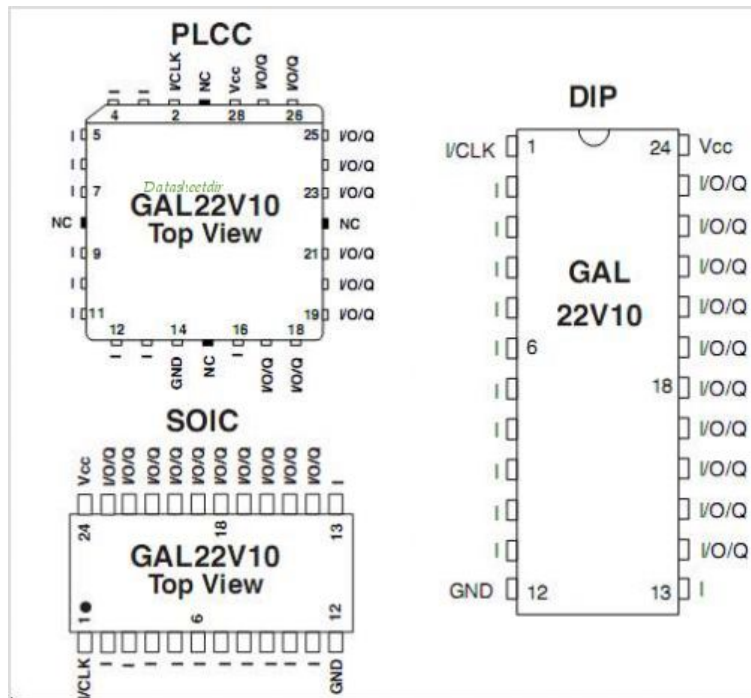 PLCC
I I I/CLK NC Vcc I/O/Q I/O/Q
4 2 28 26
I 5 25 I/O/Q
I I/O/Q
I 7 23 I/O/Q
Datasheetdir
GAL22V10
Top View
NC NC
I 9 21 I/O/Q
I I/O/Q
I 11 19 I/O/Q
12 14 16 18
I I GND NC I I/O/Q I/O/Q
SOIC
Vcc I/O/Q I/O/Q I/O/Q I/O/Q I/O/Q I/O/Q I/O/Q I/O/Q I/O/Q I/O/Q I
24 18 13
GAL22V10
Top View
1 6 12
I/CLK I I I I I I I I I I GND
DIP
I/CLK 1 24 Vcc
I I/O/Q
I I/O/Q
I I/O/Q
GAL
22V10
I I/O/Q
I 6 I/O/Q
I 18 I/O/Q
I I/O/Q
I I/O/Q
I I/O/Q
I I/O/Q
GND 12 13 I